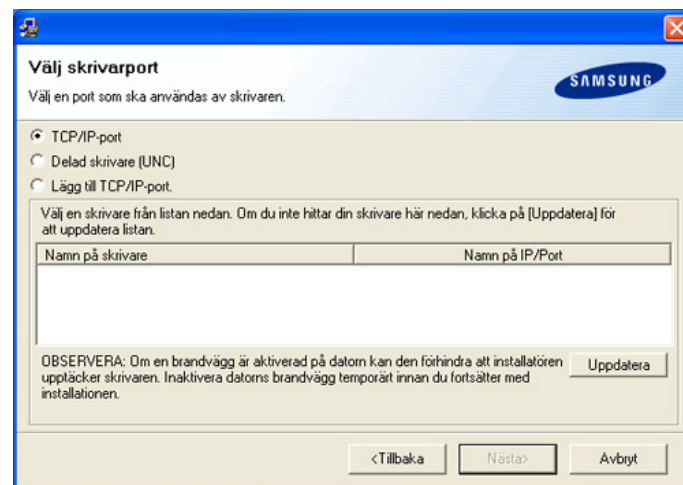 Välj skrivarport
Välj en port som ska användas av skrivaren.
SAMSUNG
TCP/IP-port
Delad skrivare (UNC)
Lägg till TCP/IP-port.
Välj en skrivare från listan nedan. Om du inte hittar din skrivare här nedan, klicka på [Uppdatera] för
att uppdatera listan.
Namn på skrivare Namn på IP/Port
OBSERVERA: Om en brandvägg är aktiverad på datorn kan den förhindra att installatören
upptäcker skrivaren. Inaktivera datorns brandvägg temporärt innan du fortsätter med
installationen.
Uppdatera
<Tillbaka Nästa> Avbryt